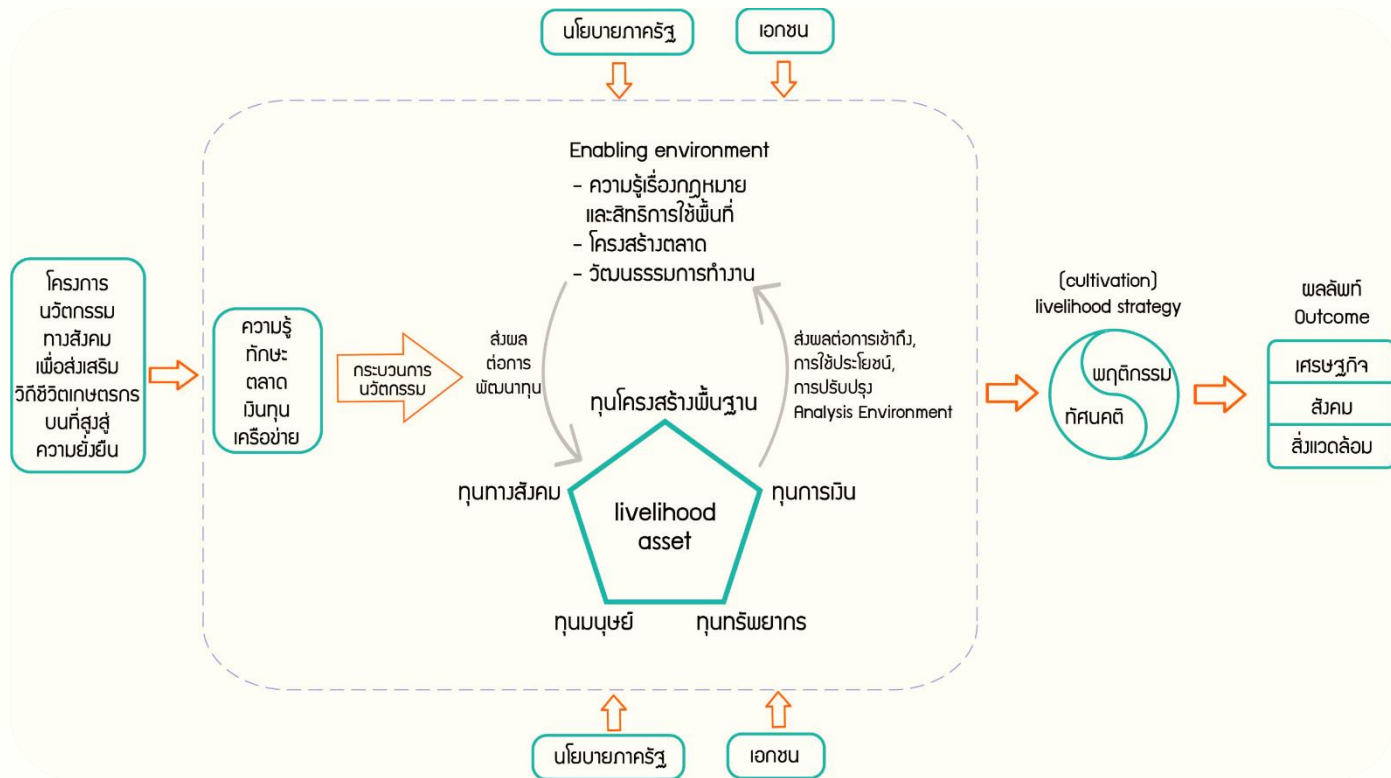 นโยบายภาครัฐ
เอกชน
Enabling environment
- ความรู้เรื่องกฎหมาย
และสิทธิการใช้พื้นที่
- โครงสร้างตลาด
- วัฒนธรรมการทำงาน
โครงการ
นวัตกรรม
ทางสังคม
เพื่อส่งเสริม
วิถีชีวิตเกษตรกร
บนที่สูงสู่
ความยั่งยืน
ความรู้
ทักษะ
ตลาด
เงินทุน
เครือข่าย
กระบวนการ
นวัตกรรม
ส่งผล
ต่อการ
พัฒนาทุน
ส่งผลต่อการเข้าถึง,
การใช้ประโยชน์,
การปรับปรุง
Analysis Environment
ทุนโครงสร้างพื้นฐาน
ทุนทางสังคม
ทุนการเงิน
livelihood
asset
ทุนมนุษย์
ทุนทรัพยากร
(cultivation)
livelihood strategy
พฤติกรรม
ทัศนคติ
ผลลัพท์
Outcome
เศรษฐกิจ
สังคม
สิ่งแวดล้อม
นโยบายภาครัฐ
เอกชน